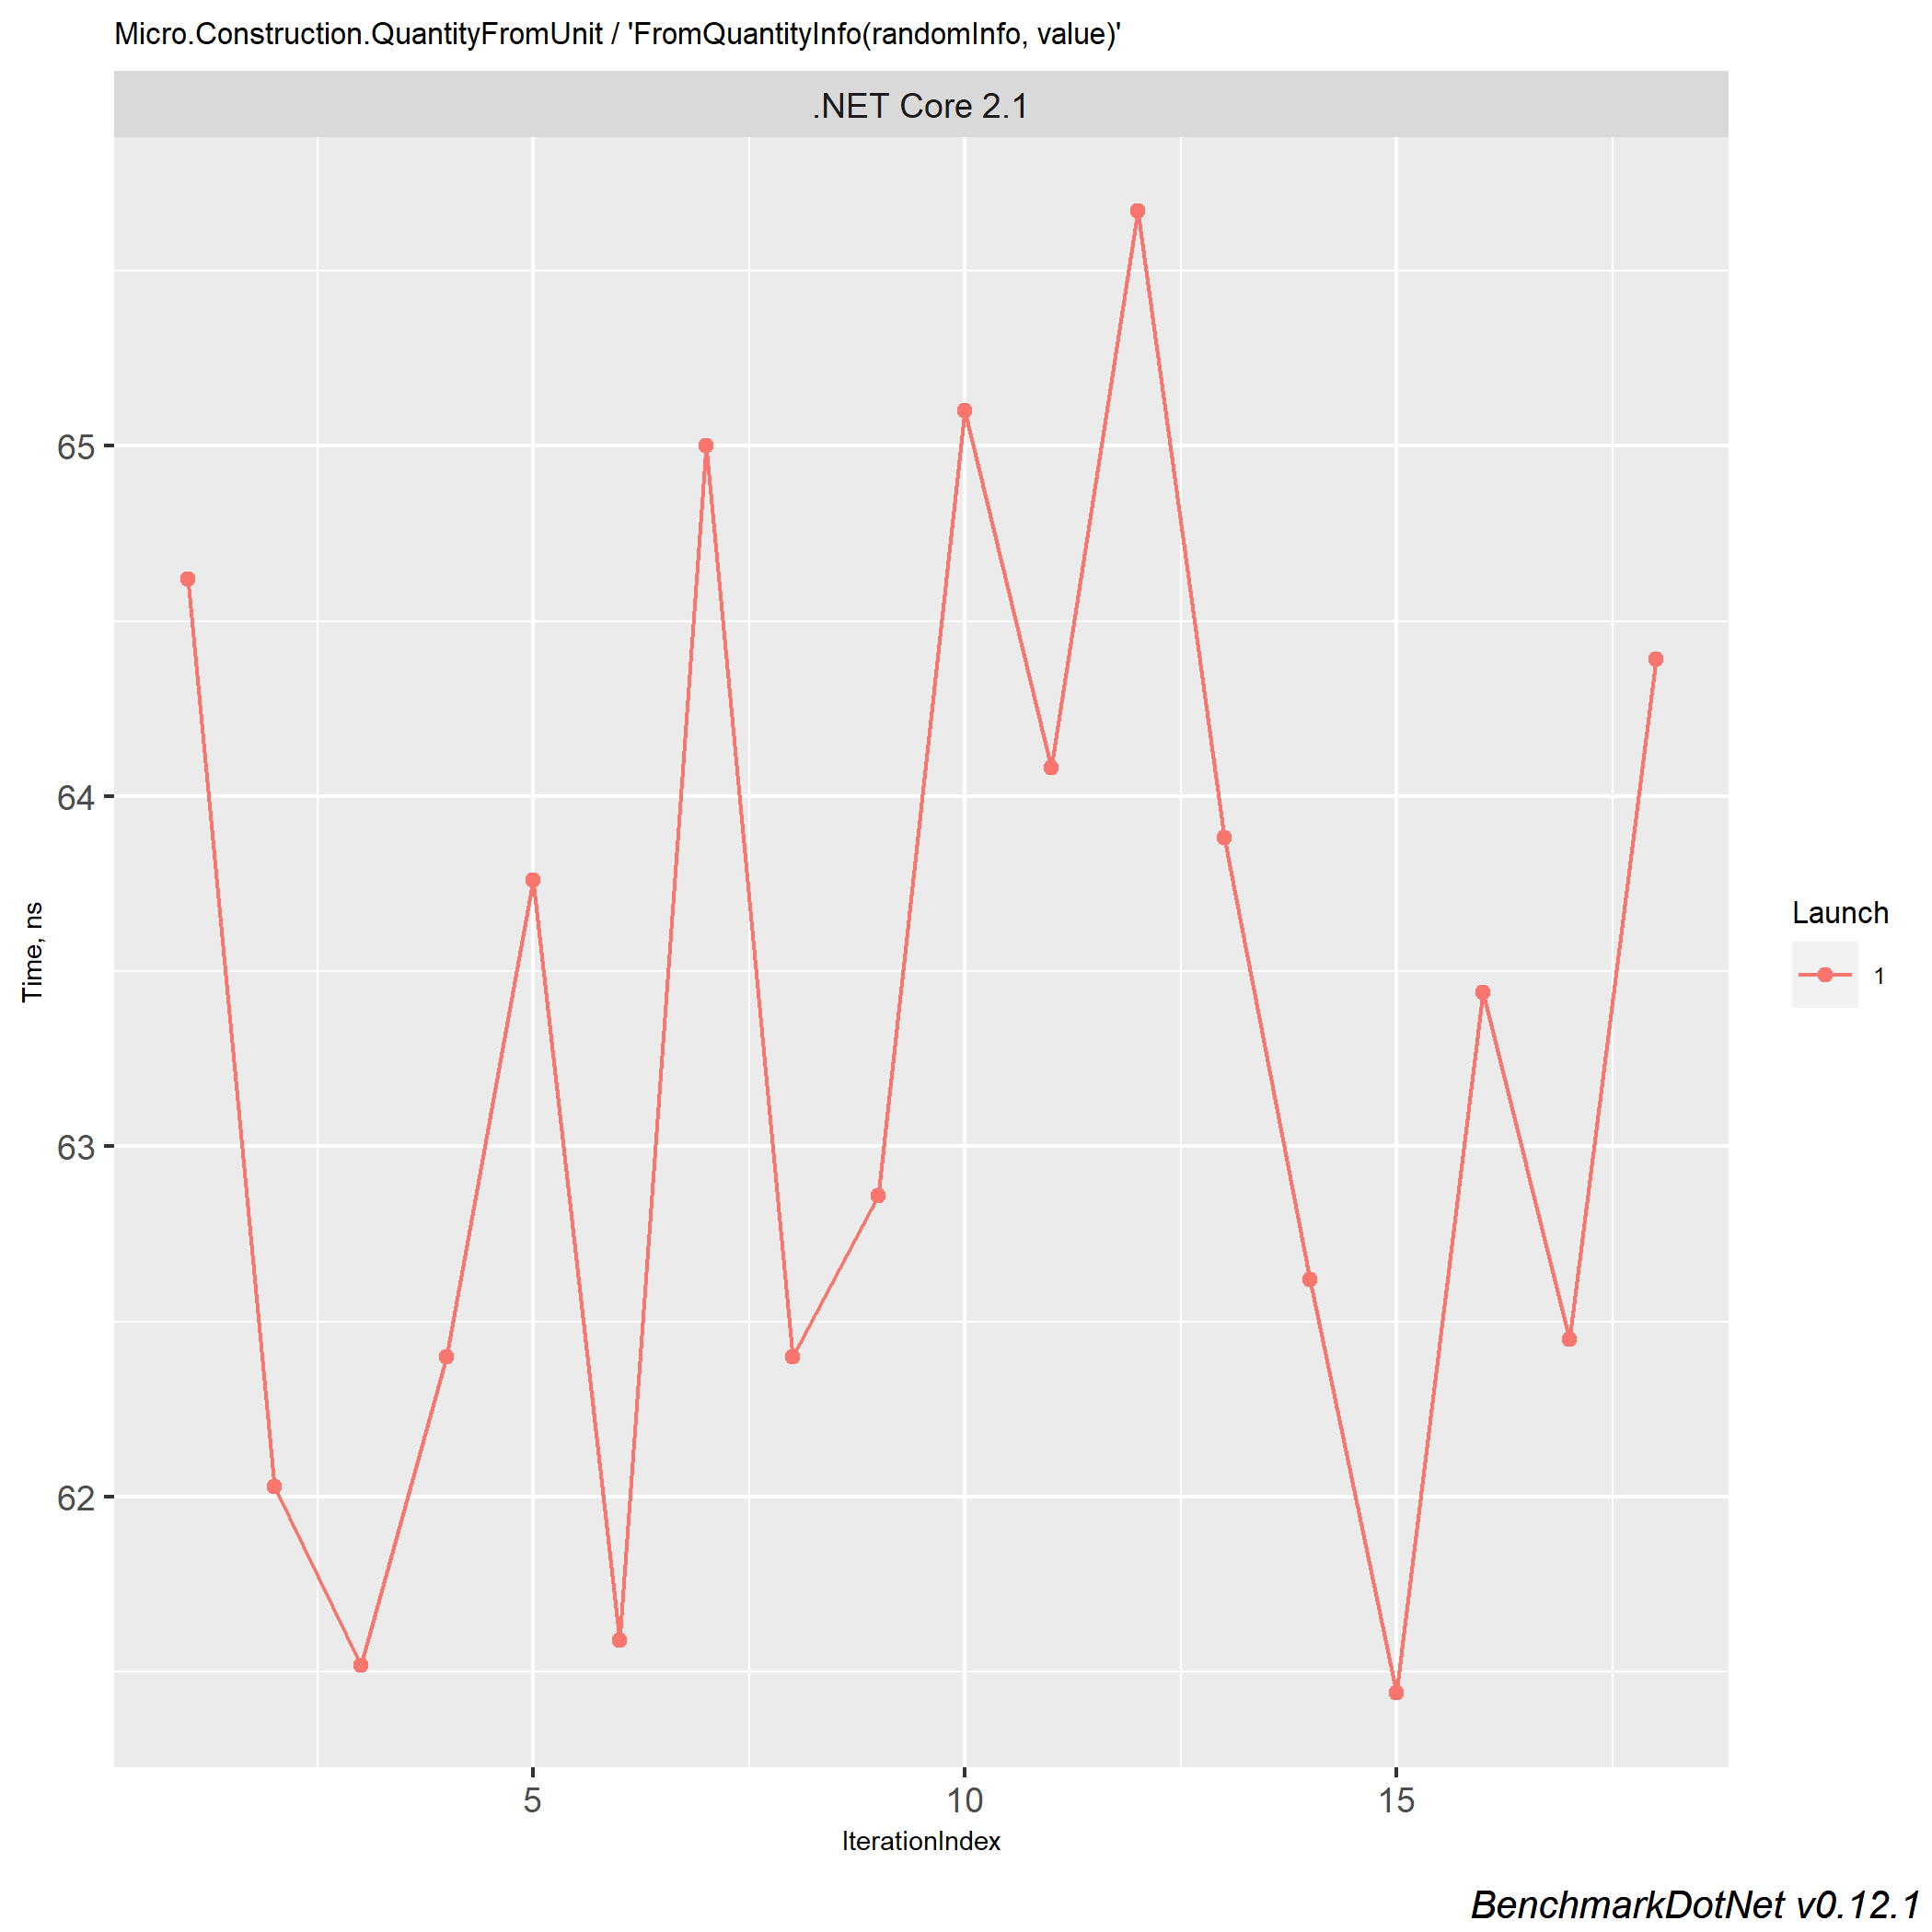 Micro.Construction.QuantityFromUnit / 'FromQuantityInfo(randomInfo, value)'
.NET Core 2.1
65
64
63
62
Time, ns
5 10 15
IterationIndex
Launch
1
BenchmarkDotNet v0.12.1